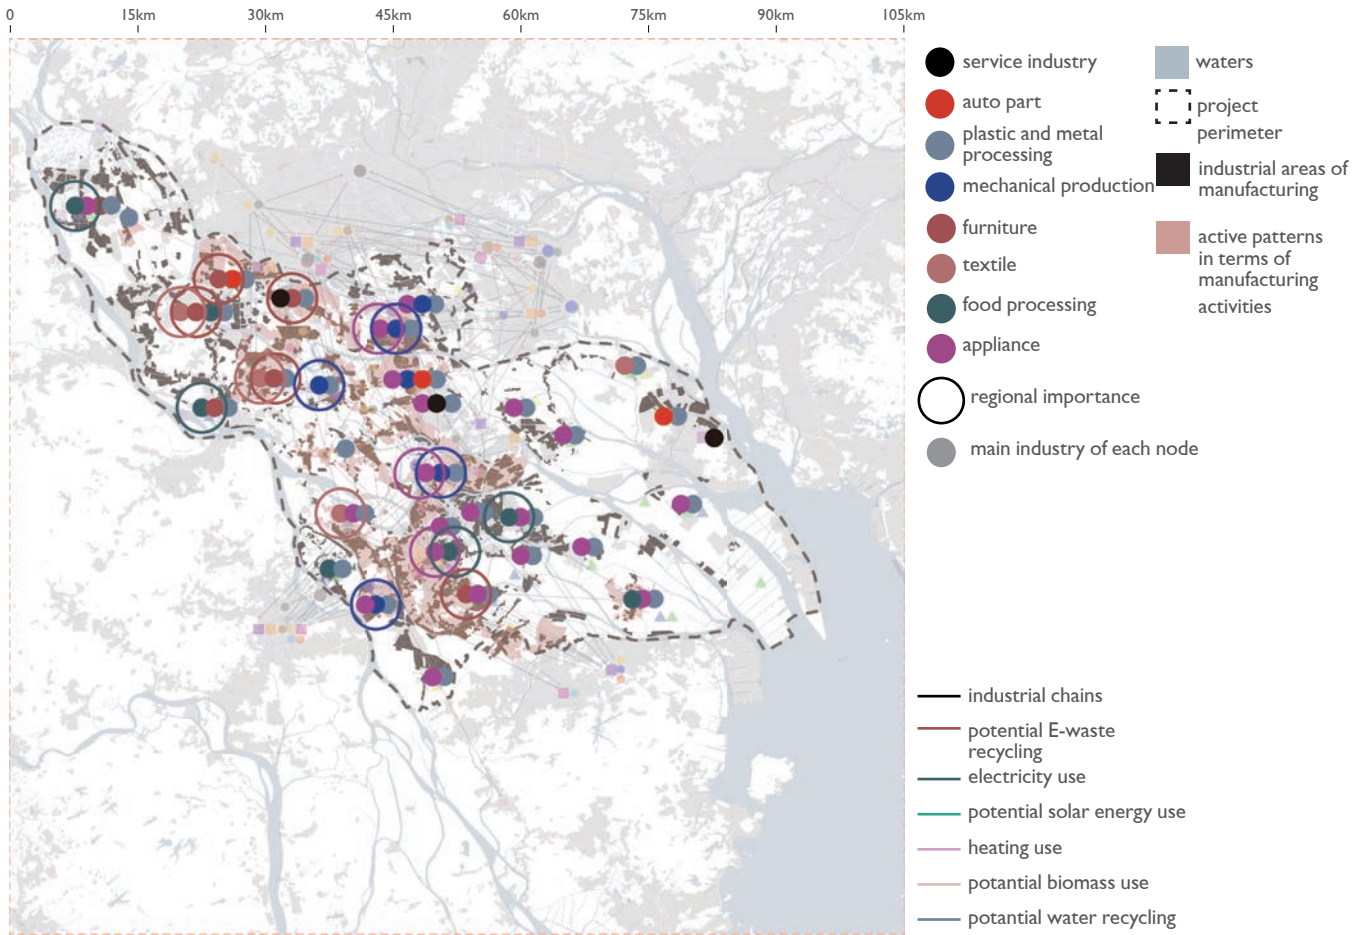 0 15km 30km 45km 60km 75km 90km 105km
service industry
auto part
plastic and metal
processing
mechanical production
furniture
textile
food processing
appliance
regional importance
main industry of each node
waters
project
perimeter
industrial areas of
manufacturing
active patterns
in terms of
manufacturing
activities
industrial chains
potential E-waste
recycling
electricity use
potential solar energy use
heating use
potantial biomass use
potantial water recycling